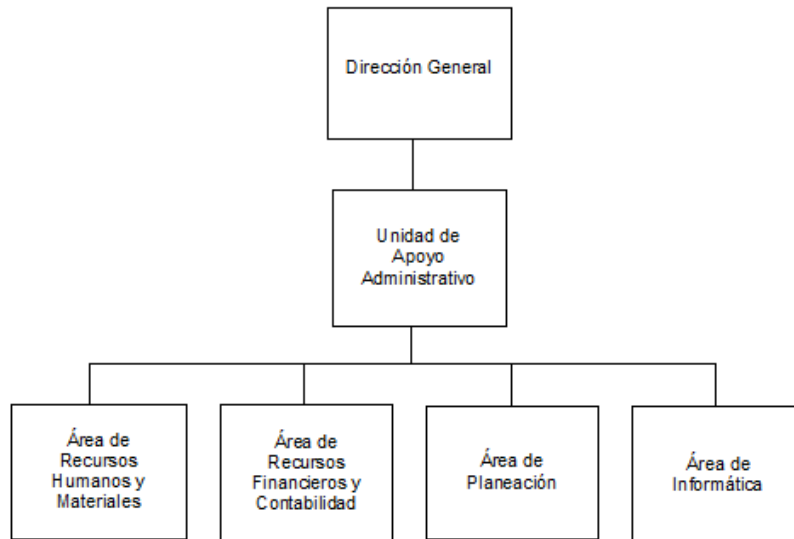 Dirección General
Unidad de
Apoyo
Administrativo
Área de
Recursos
Humanos y
Materiales
Área de
Recursos
Financieros y
Contabilidad
Área de
Planeación
Área de
Informática